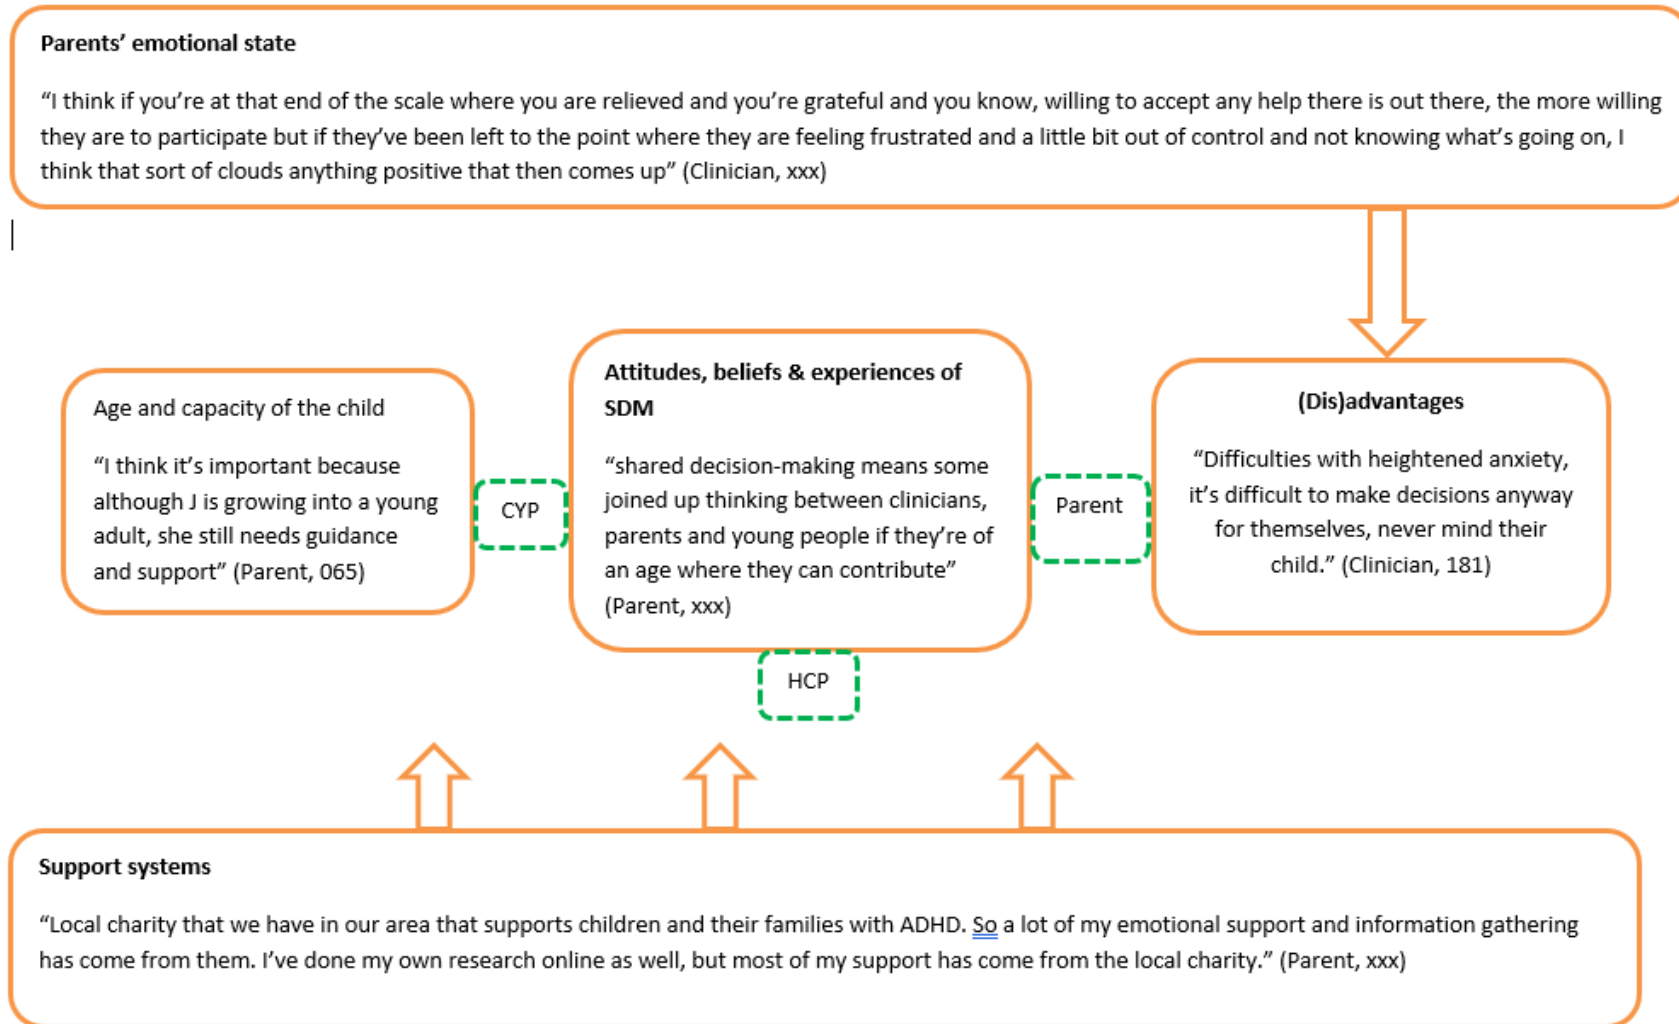 Parents’ emotional state
“I think if you’re at that end of the scale where you are relieved and you’re grateful and you know, willing to accept any help there is out there, the more willing
they are to participate but if they’ve been left to the point where they are feeling frustrated and a little bit out of control and not knowing what’s going on, I
think that sort of clouds anything positive that then comes up” (Clinician, xxx)
Age and capacity of the child
“I think it’s important because
although J is growing into a young
adult, she still needs guidance
and support” (Parent, 065)
CYP
Attitudes, beliefs & experiences of
SDM
“shared decision-making means some
joined up thinking between clinicians,
parents and young people if they’re of
an age where they can contribute”
(Parent, xxx)
Parent
(Dis)advantages
“Difficulties with heightened anxiety,
it’s difficult to make decisions anyway
for themselves, never mind their
child.” (Clinician, 181)
HCP
Support systems
“Local charity that we have in our area that supports children and their families with ADHD. So a lot of my emotional support and information gathering
has come from them. I’ve done my own research online as well, but most of my support has come from the local charity.” (Parent, xxx)